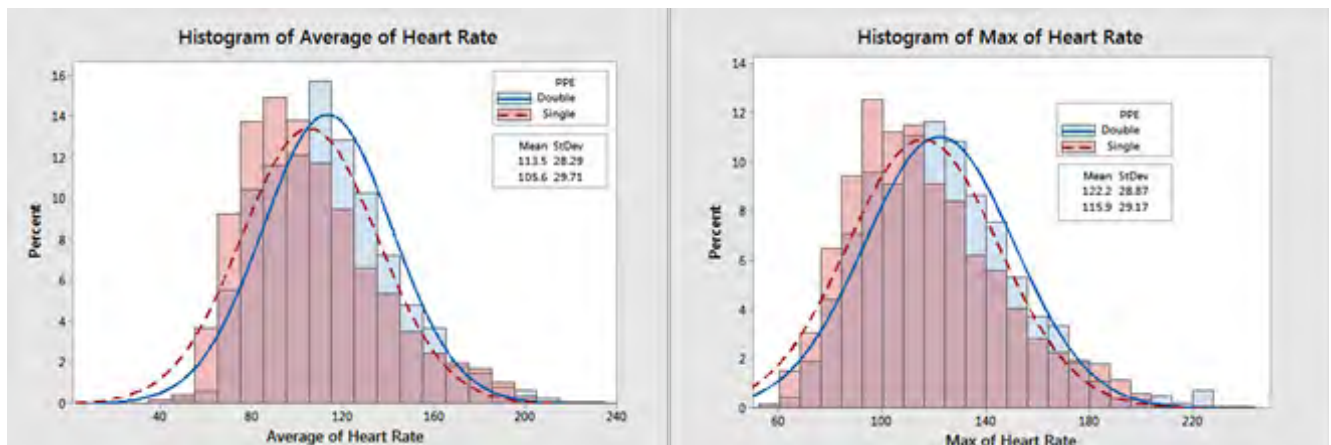 Histogram of Average of Heart Rate
16
14
12
10
8
6
4
2
0
Percent
40
80
120
160
200
240
Average of Heart Rate
PPE
Double
Single
Mean StDev
113.5 28.29
105.6 29.71
Histogram of Max of Heart Rate
14
12
10
8
6
4
2
0
Percent
60
100
140
180
220
Max of Heart Rate
PPE
Double
Single
Mean StDev
122.2 28.87
115.9 29.17